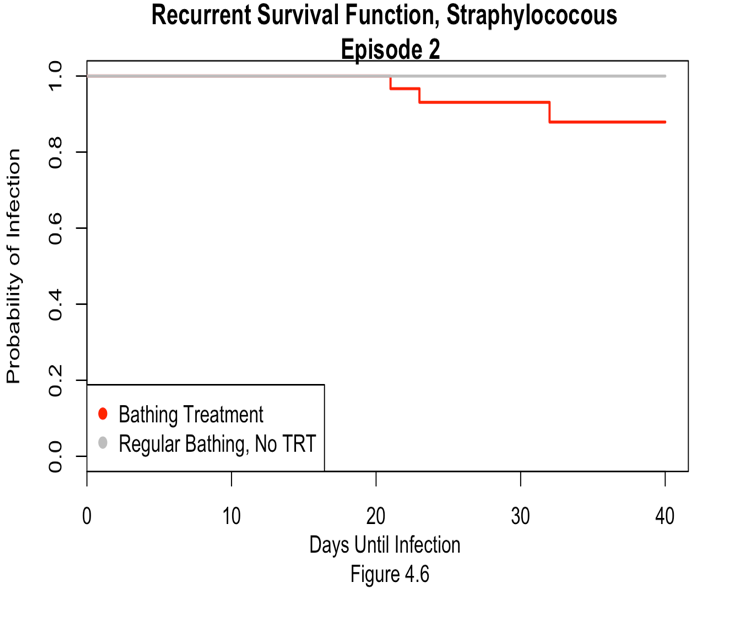 Recurrent Survival Function, Straphylococous
Episode 2
Probability of Infection
1.0
0.8
0.6
0.4
0.2
0.0
Bathing Treatment
Regular Bathing, No TRT
0 10 20 30 40
Days Until Infection
Figure 4.6